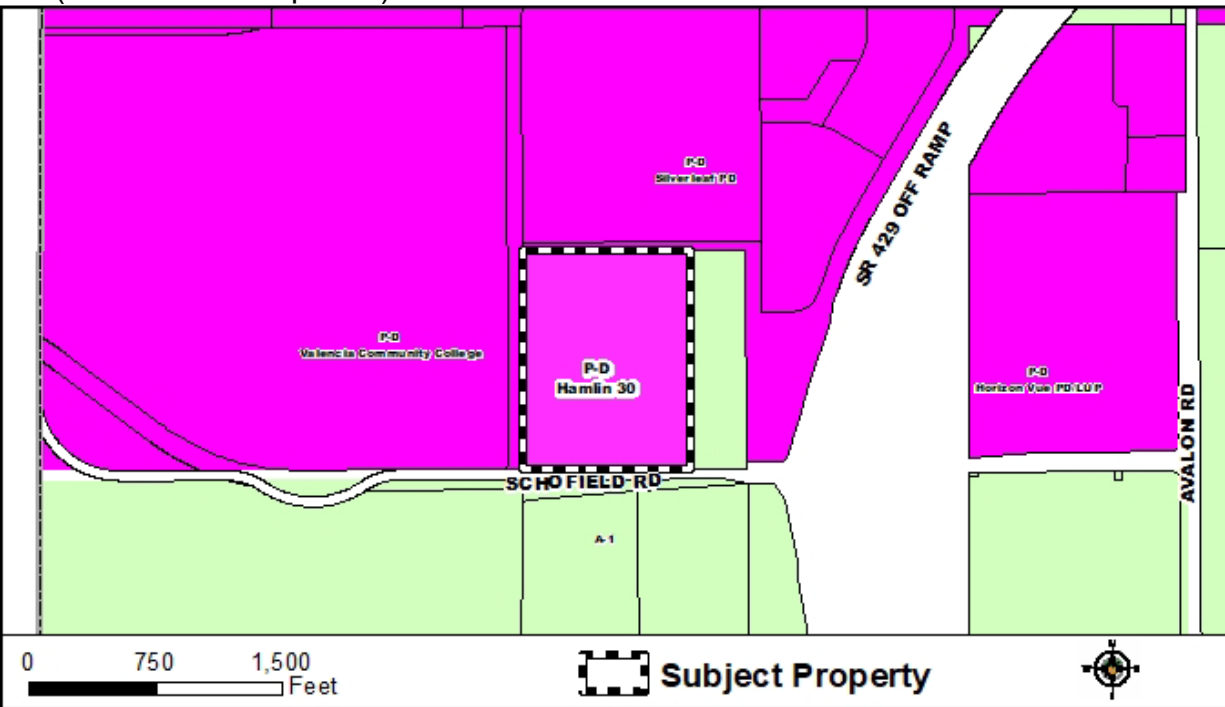 P-D
Silverleaf PD
SR 429 OFF RAMP
P-D
Valencia Community College
P-D
Hamlin 30
P-D
Horizon Vue PD/LUP
AVALON RD
SCHOFIELD RD
A-1
0 750 1,500
Feet
Subject Property